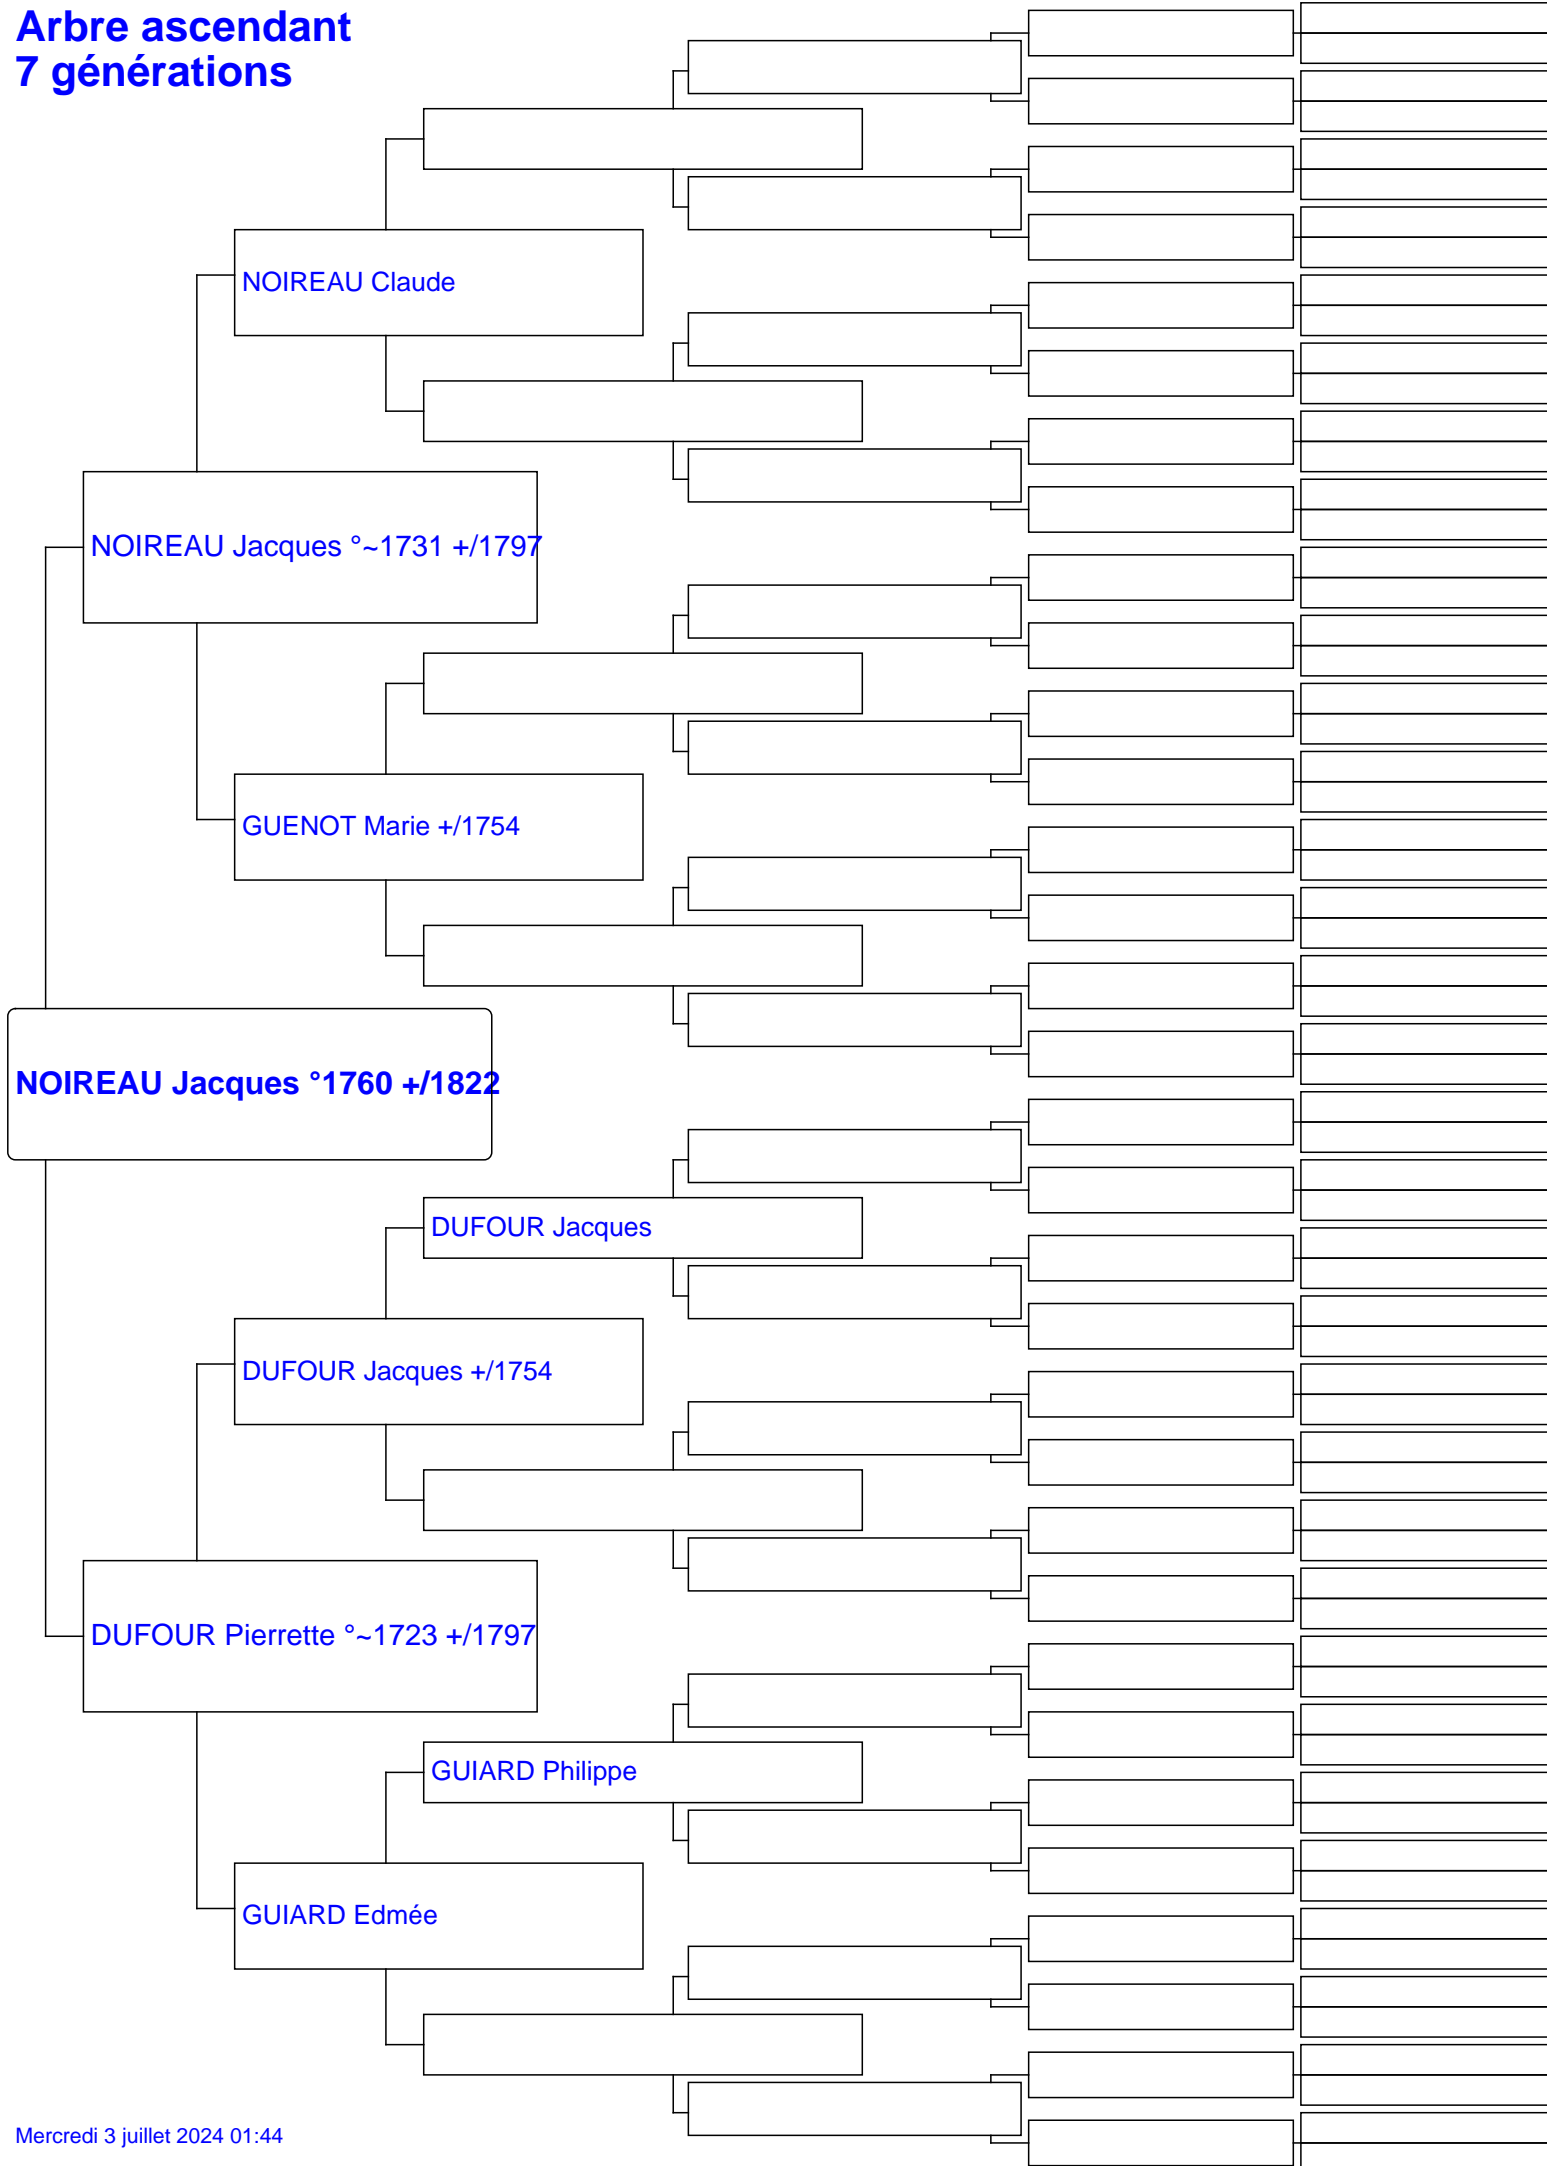 Arbre ascendant
7 générations
NOIREAU Claude
NOIREAU Jacques °~1731 +/1797
GUENOT Marie +/1754
NOIREAU Jacques °1760 +/1822
DUFOUR Jacques
DUFOUR Jacques +/1754
DUFOUR Pierrette °~1723 +/1797
GUIARD Philippe
GUIARD Edmée
Mercredi 3 juillet 2024 01:44